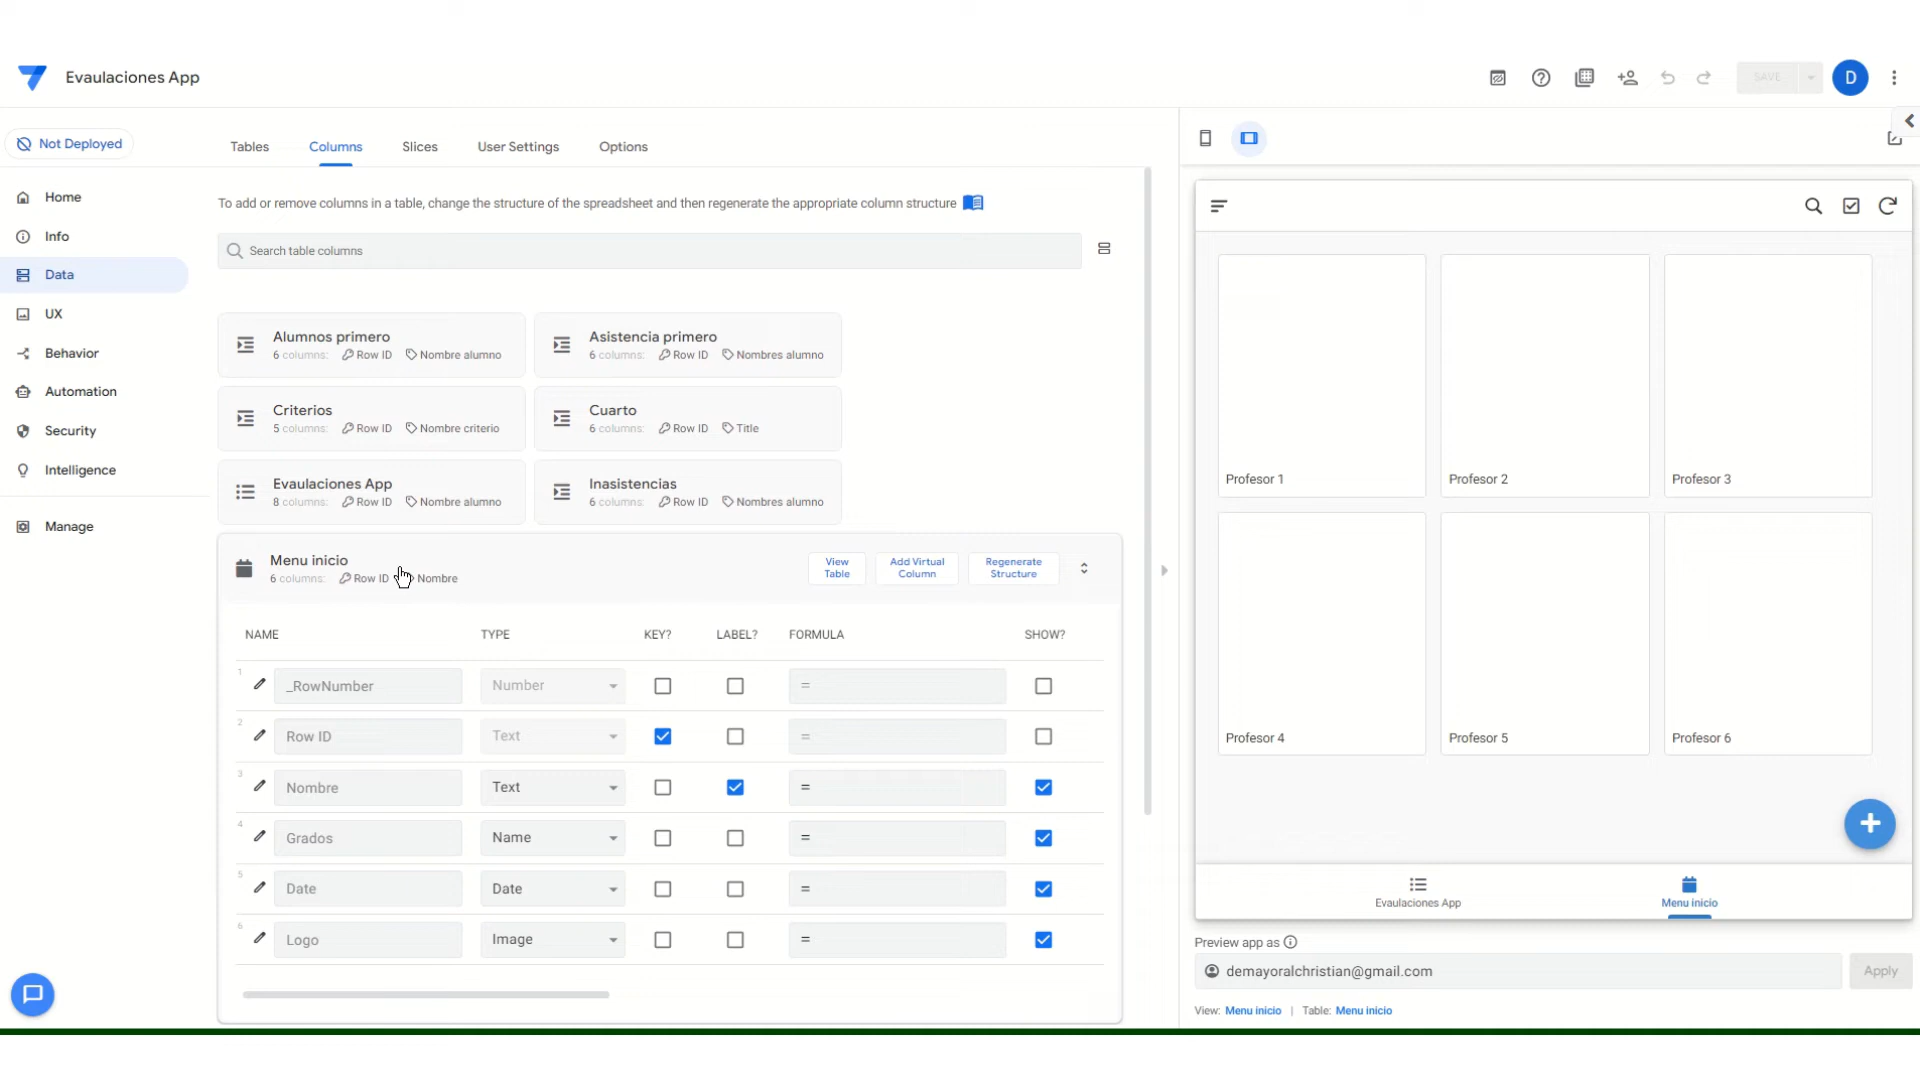 Evaulaciones App
SAVE
D
Not Deployed
Home
Info
Data
UX
Behavior
Automation
Security
Intelligence
Manage
Tables Columns Slices User Settings Options
To add or remove columns in a table, change the structure of the spreadsheet and then regenerate the appropriate column structure
Search table columns
Alumnos primero
6 columns: Row ID Nombre alumno
Asistencia primero
6 columns: Row ID Nombres alumno
Criterios
5 columns: Row ID Nombre criterio
Cuarto
6 columns: Row ID Title
Evaulaciones App
8 columns: Row ID Nombre alumno
Inasistencias
6 columns: Row ID Nombres alumno
Menu inicio
6 columns: Row ID Nombre
View
Table
Add Virtual
Column
Regenerate
Structure
NAME TYPE KEY? LABEL? FORMULA SHOW?
1 _RowNumber Number =
2 Row ID Text =
3 Nombre Text =
4 Grados Name =
5 Date Date =
6 Logo Image =
Profesor 1 Profesor 2 Profesor 3
Profesor 4 Profesor 5 Profesor 6
Evaulaciones App Menu inicio
Preview app as
demayoralchristian@gmail.com Apply
View: Menu inicio | Table: Menu inicio